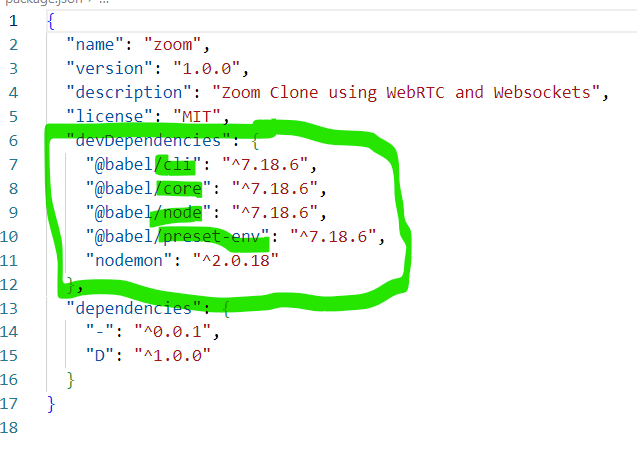 package.json > ...
1 {
2 "name": "zoom",
3 "version": "1.0.0",
4 "description": "Zoom Clone using WebRTC and Websockets",
5 "license": "MIT",
6 "devDependencies": {
7 "@babel/cli": "^7.18.6",
8 "@babel/core": "^7.18.6",
9 "@babel/node": "^7.18.6",
10 "@babel/preset-env": "^7.18.6",
11 "nodemon": "^2.0.18"
12 },
13 "dependencies": {
14 "-": "^0.0.1",
15 "D": "^1.0.0"
16 }
17 }
18